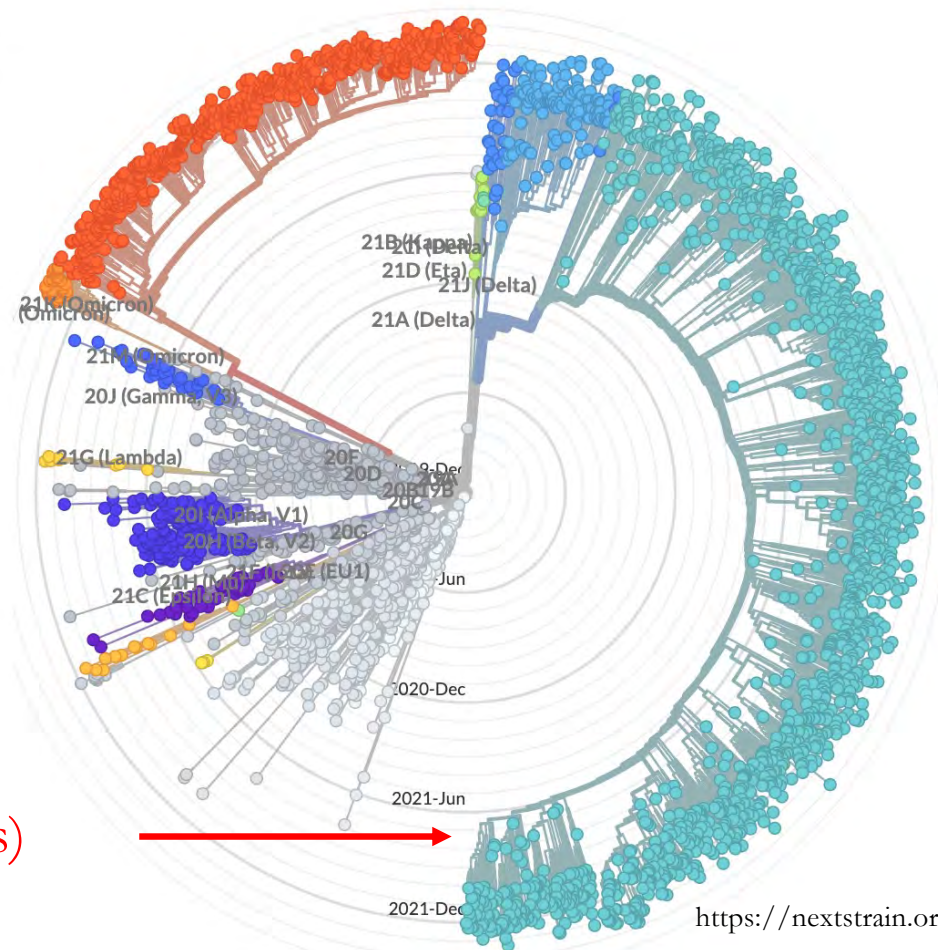 21B (Kappa)
21I (Delta)
21D (Eta)
21J (Delta)
21A (Delta)
21K (Omicron)
(Omicron)
21M (Omicron)
20J (Gamma, V3)
21G (Lambda)
20F
20D
20B
19B
20C
20I (Alpha, V1)
20G
20H (Beta, V2)
(EU1)
21H (Mu)
21C (Epsilon)
-Jun
2020-Dec
2021-Jun
s)
2021-Dec
https://nextstrain.or